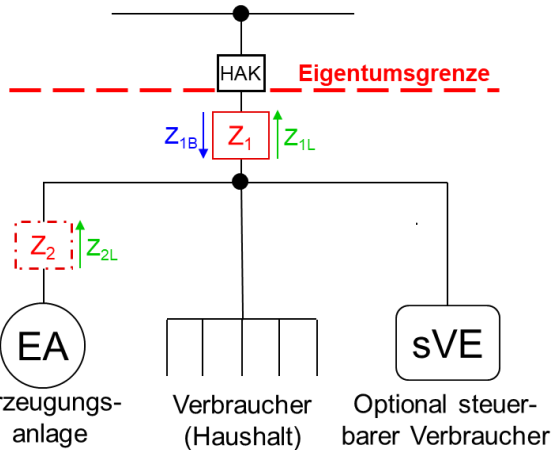 HAK
Eigentumsgrenze
Z1B
Z1
Z1L
Z2
Z2L
EA
sVE
rzeugungs-
anlage
Verbraucher
(Haushalt)
Optional steuer-
barer Verbraucher